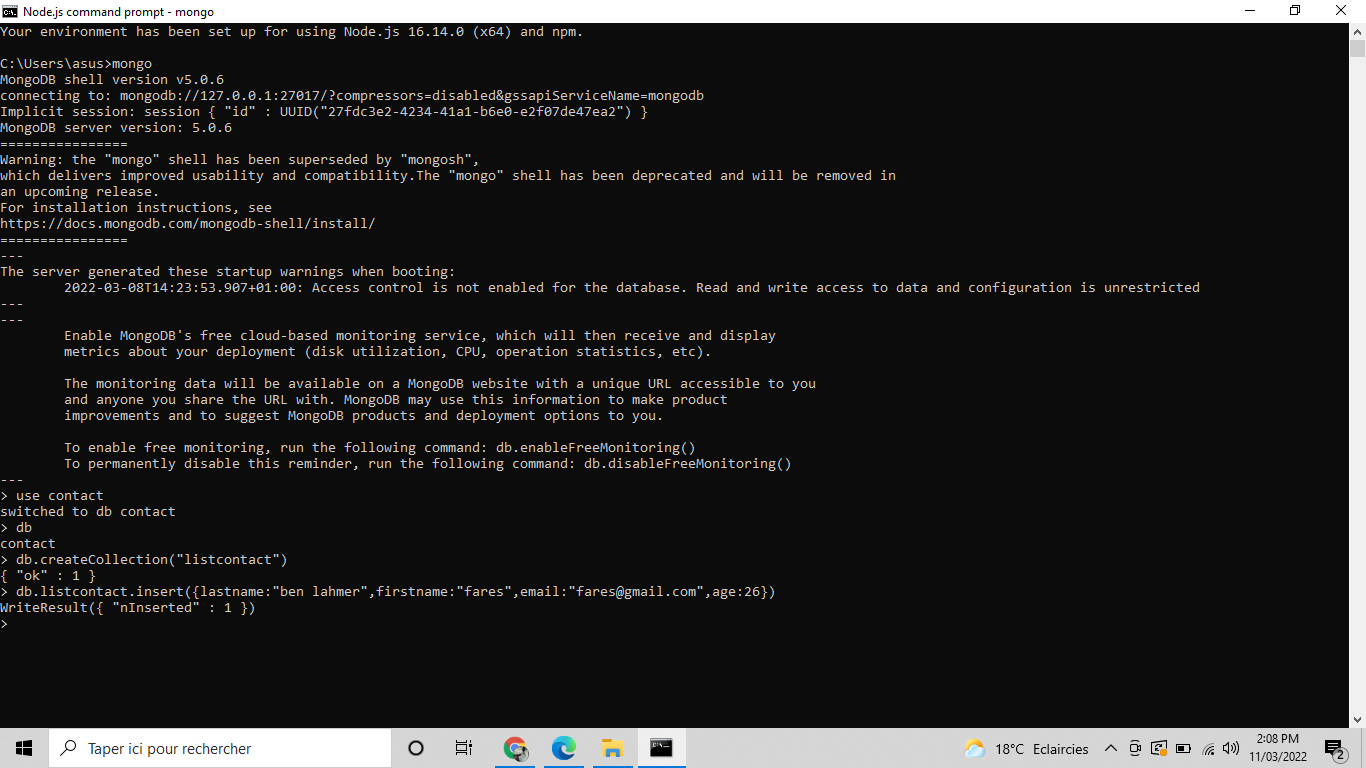 Node.js command prompt - mongo
Your environment has been set up for using Node.js 16.14.0 (x64) and npm.
C:\Users\asus>mongo
MongoDB shell version v5.0.6
connecting to: mongodb://127.0.0.1:27017/?compressors=disabled&gssapiServiceName=mongodb
Implicit session: session { "id" : UUID("27fdc3e2-4234-41a1-b6e0-e2f07de47ea2") }
MongoDB server version: 5.0.6
================
Warning: the "mongo" shell has been superseded by "mongosh",
which delivers improved usability and compatibility.The "mongo" shell has been deprecated and will be removed in
an upcoming release.
For installation instructions, see
https://docs.mongodb.com/mongodb-shell/install/
================
---
The server generated these startup warnings when booting:
        2022-03-08T14:23:53.907+01:00: Access control is not enabled for the database. Read and write access to data and configuration is unrestricted
---
---
        Enable MongoDB's free cloud-based monitoring service, which will then receive and display
        metrics about your deployment (disk utilization, CPU, operation statistics, etc).
        The monitoring data will be available on a MongoDB website with a unique URL accessible to you
        and anyone you share the URL with. MongoDB may use this information to make product
        improvements and to suggest MongoDB products and deployment options to you.
        To enable free monitoring, run the following command: db.enableFreeMonitoring()
        To permanently disable this reminder, run the following command: db.disableFreeMonitoring()
---
> use contact
switched to db contact
> db
contact
> db.createCollection("listcontact")
{ "ok" : 1 }
> db.listcontact.insert({lastname:"ben lahmer",firstname:"fares",email:"fares@gmail.com",age:26})
WriteResult({ "nInserted" : 1 })
>
Taper ici pour rechercher
18°C Eclaircies
2:08 PM
11/03/2022
2